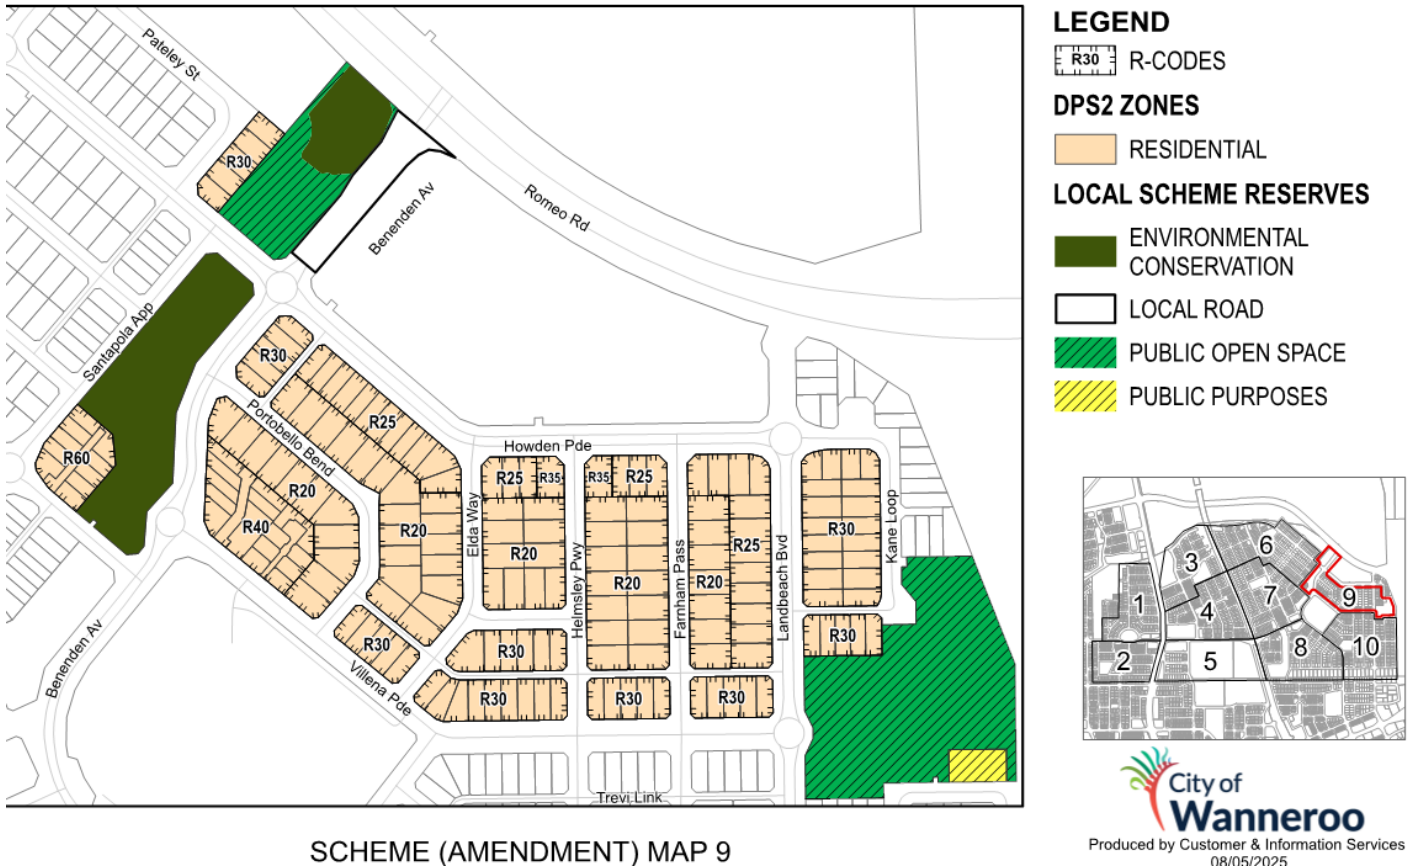 Pateley St
R30
Benenden Av
Romeo Rd
Santapola App
R30
R25
Portobello Bend
Howden Pde
R60
R20
R40
R20
R25
R35
R35
R25
Elda Way
R20
Helmsley Pwy
R20
Farnham Pass
R20
R25
Landbeach Bvd
R30
Kane Loop
R30
R30
R30
Villena Pde
R30
R30
R30
Benenden Av
Trevi Link
SCHEME (AMENDMENT) MAP 9
LEGEND
R30 R-CODES
DPS2 ZONES
RESIDENTIAL
LOCAL SCHEME RESERVES
ENVIRONMENTAL
CONSERVATION
LOCAL ROAD
PUBLIC OPEN SPACE
PUBLIC PURPOSES
6
3
9
7
1
4
8
10
2
5
City of
Wanneroo
Produced by Customer & Information Services
08/05/2025